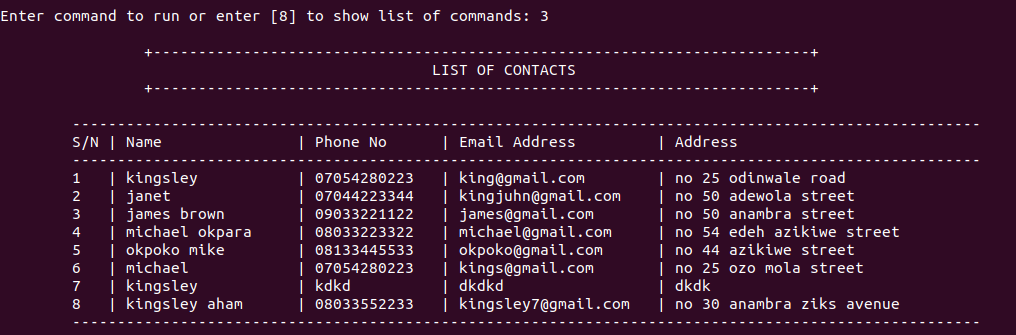 Enter command to run or enter [8] to show list of commands: 3
+-------------------------------------------------------------------------+
LIST OF CONTACTS
+-------------------------------------------------------------------------+
-----------------------------------------------------------------------------------------------------
S/N | Name | Phone No | Email Address | Address
-----------------------------------------------------------------------------------------------------
1 | kingsley | 07054280223 | king@gmail.com | no 25 odinwale road
2 | janet | 07044223344 | kingjuhn@gmail.com | no 50 adewola street
3 | james brown | 09033221122 | james@gmail.com | no 50 anambra street
4 | michael okpara | 08033223322 | michael@gmail.com | no 54 edeh azikiwe street
5 | okpoko mike | 08133445533 | okpoko@gmail.com | no 44 azikiwe street
6 | michael | 07054280223 | kings@gmail.com | no 25 ozo mola street
7 | kingsley | kdkd | dkdkd | dkdk
8 | kingsley aham | 08033552233 | kingsley7@gmail.com | no 30 anambra ziks avenue
-----------------------------------------------------------------------------------------------------